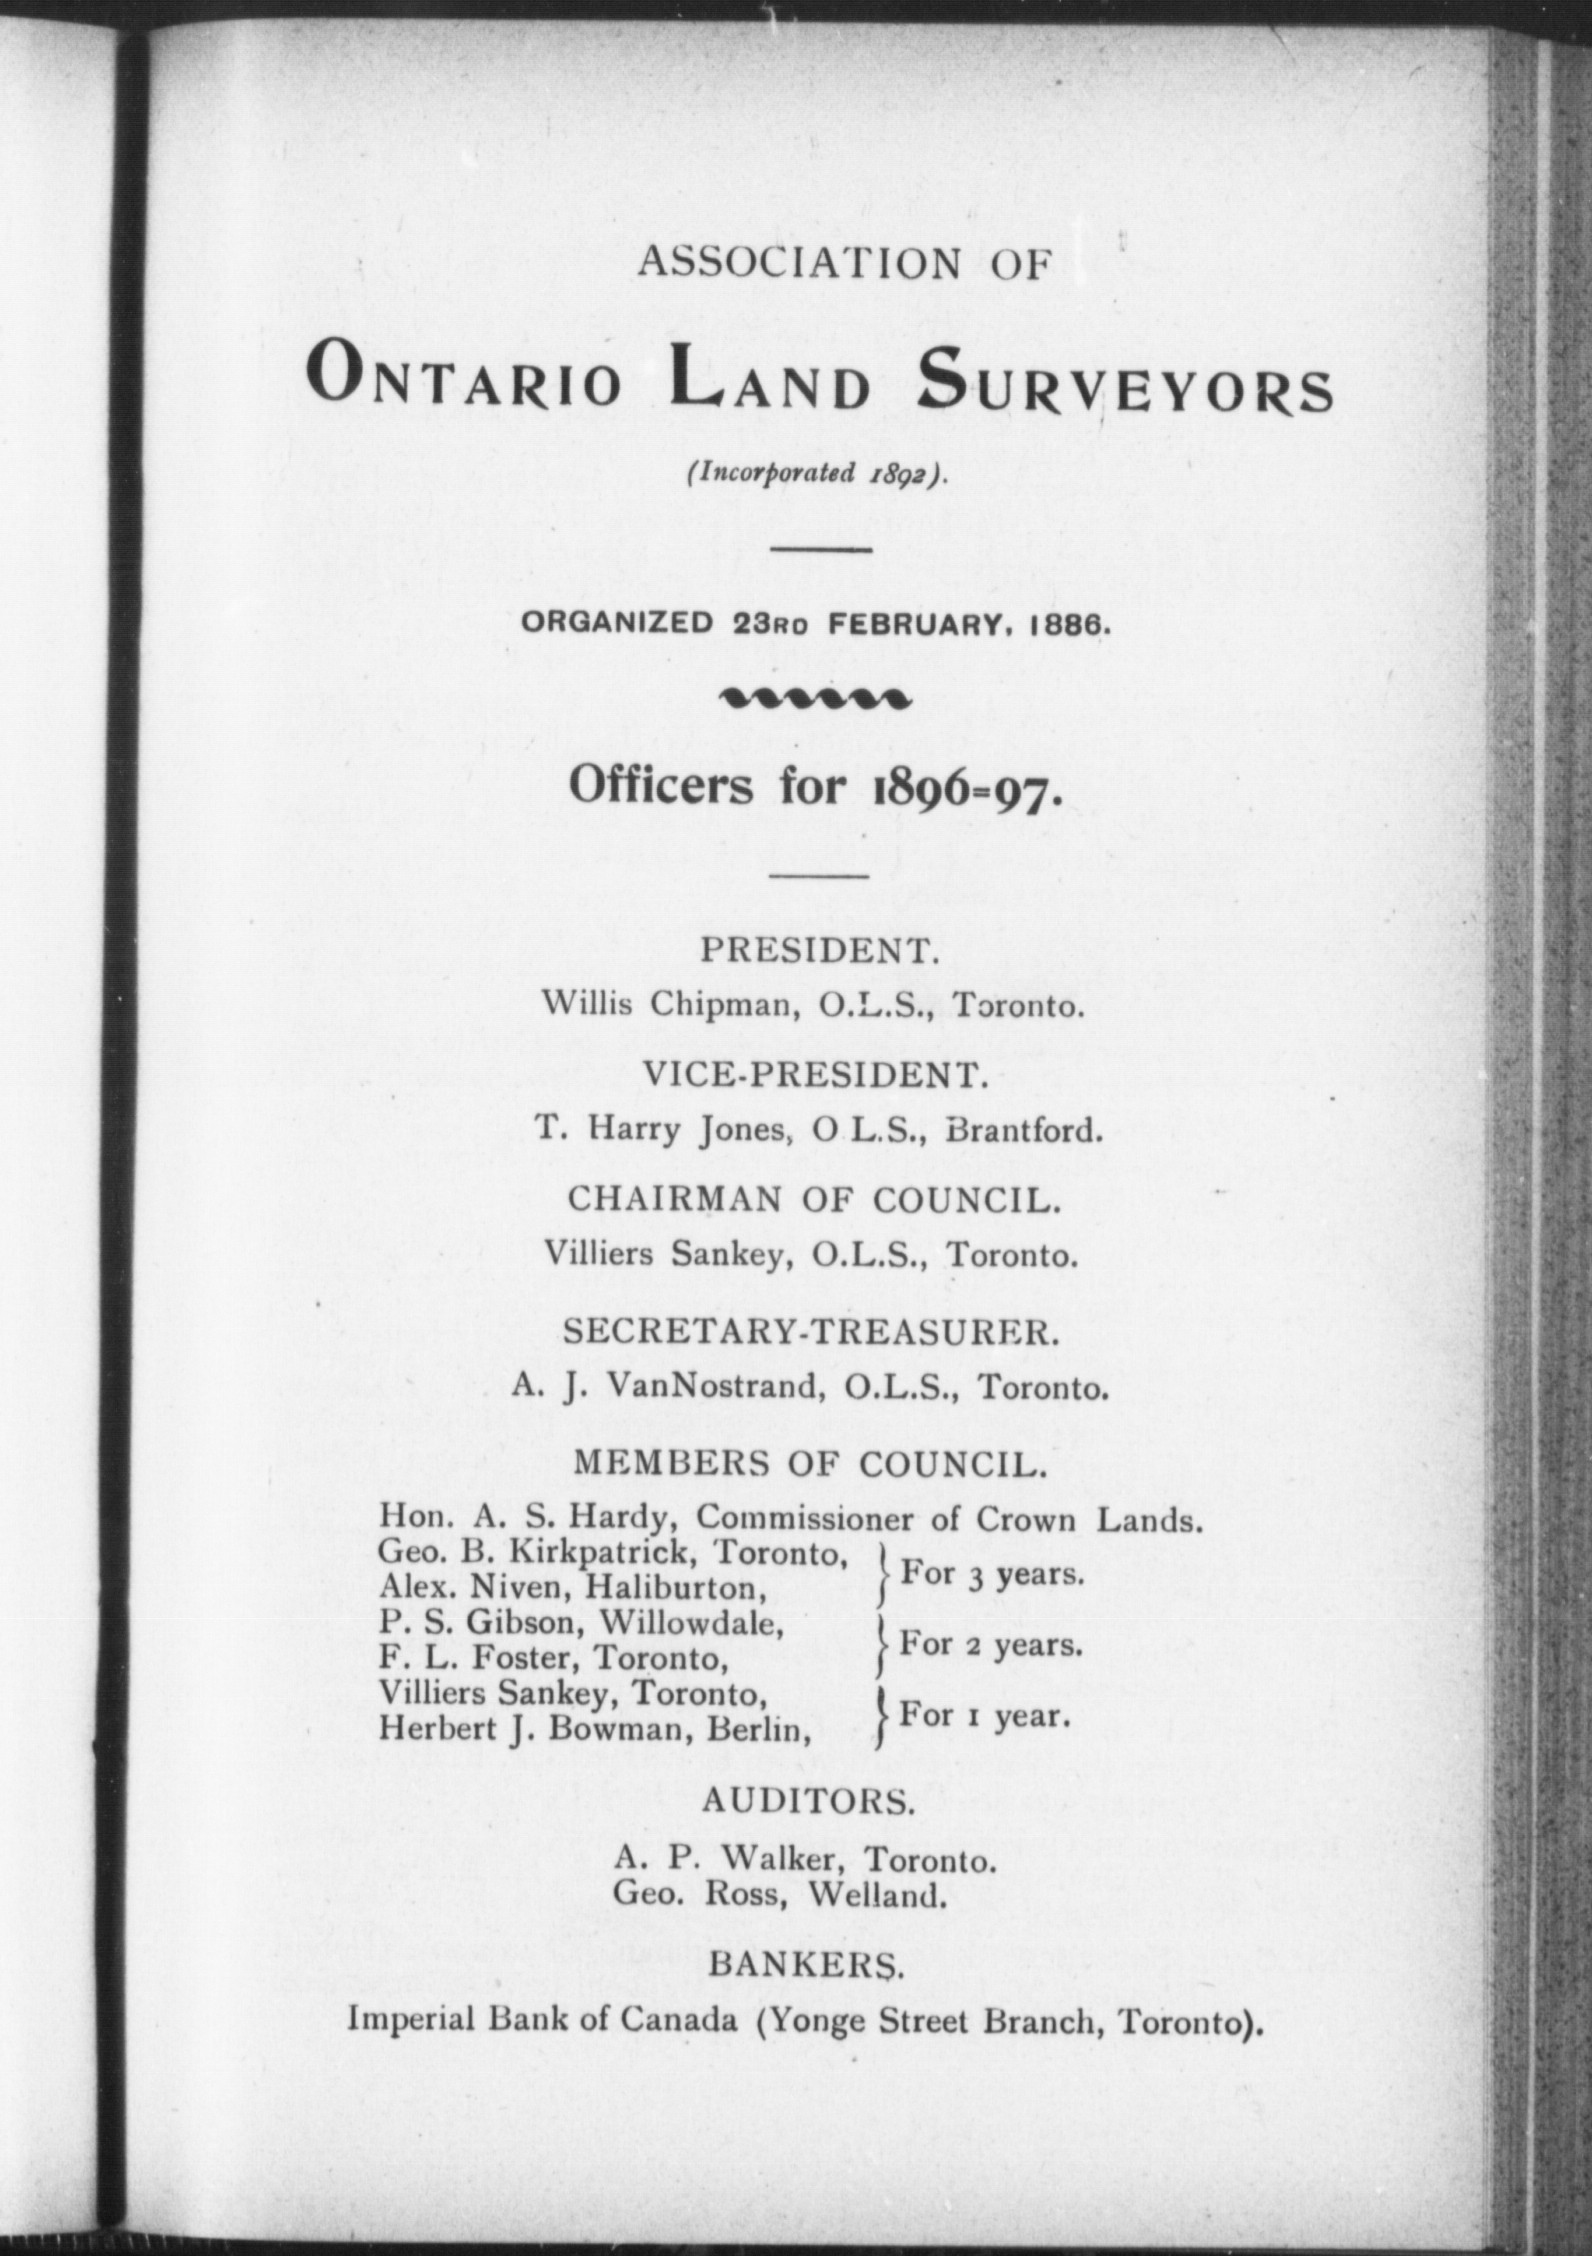 ASSOCIATION OF
ONTARIO LAND SURVEYORS
(Incorporated 1892).
ORGANIZED 23RD FEBRUARY, 1886.
Officers for 1896=97.
PRESIDENT.
Willis Chipman, O.L.S., Toronto.
VICE-PRESIDENT.
T. Harry Jones, O L.S., Brantford.
CHAIRMAN OF COUNCIL.
Villiers Sankey, O.L.S., Toronto.
SECRETARY-TREASURER.
A. J. VanNostrand, O.L.S., Toronto.
MEMBERS OF COUNCIL.
Hon. A. S. Hardy, Commissioner of Crown Lands.
Geo. B. Kirkpatrick, Toronto,
Alex. Niven, Haliburton,
} For 3 years.
P. S. Gibson, Willowdale,
F. L. Foster, Toronto,
} For 2 years.
Villiers Sankey, Toronto,
Herbert J. Bowman, Berlin,
} For 1 year.
AUDITORS.
A. P. Walker, Toronto.
Geo. Ross, Welland.
BANKERS.
Imperial Bank of Canada (Yonge Street Branch, Toronto).